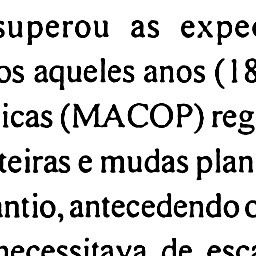 superou as expec
os aqueles anos (18
icas (MACOP) reg
teiras e mudas plan
antio, antecedendo o
necessitava de esca